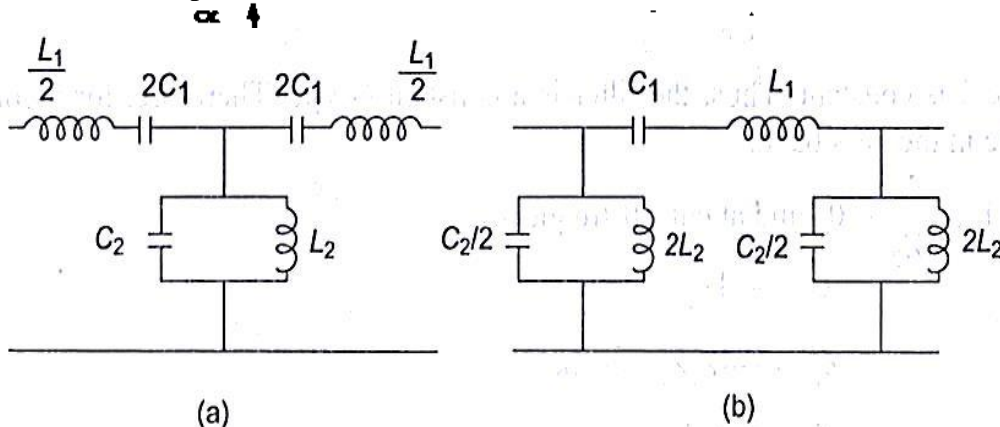 α
L₁/2 2C₁ 2C₁ L₁/2
C₁ L₁
C₂ L₂
C₂/2 2L₂ C₂/2 2L₂
(a)
(b)